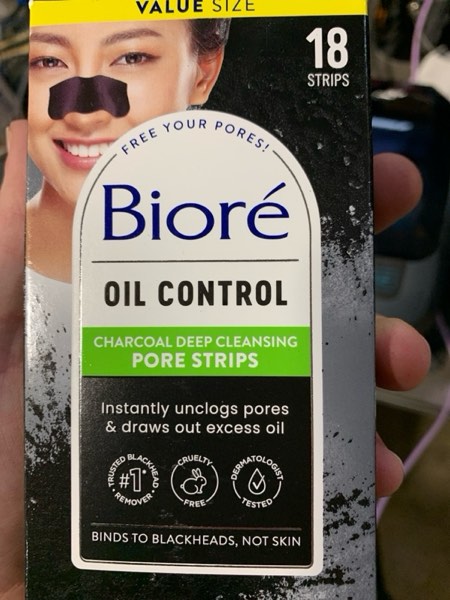 VALUE SIZE
18
STRIPS
FREE YOUR PORES!
Bioré
OIL CONTROL
CHARCOAL DEEP CLEANSING
PORE STRIPS
Instantly unclogs pores
& draws out excess oil
TRUSTED BLACKHEAD
#1*
REMOVER
CRUELTY
FREE
DERMATOLOGIST
TESTED
BINDS TO BLACKHEADS, NOT SKIN